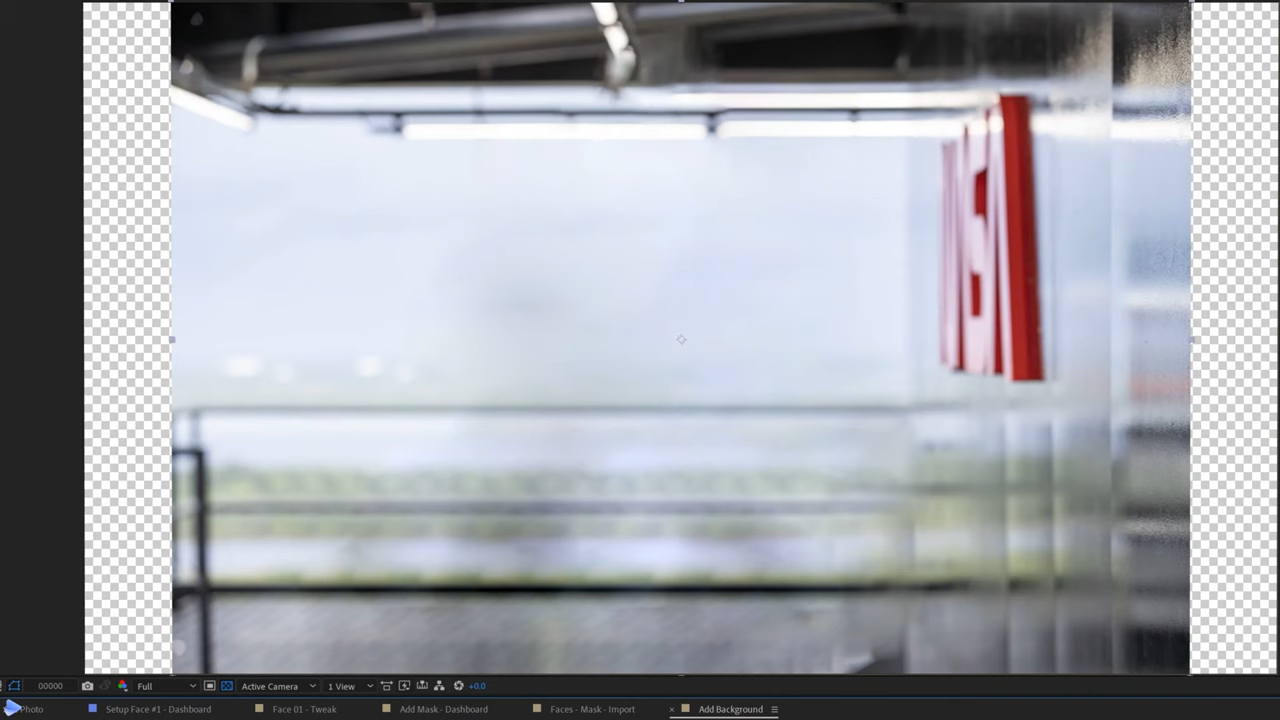 00000 Full Active Camera 1 View +0.0
Photo Setup Face #1 - Dashboard Face 01 - Tweak Add Mask - Dashboard Faces - Mask - Import × Add Background